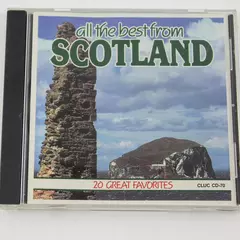 all the best from
SCOTLAND
20 GREAT FAVORITES
CLUC CD-70